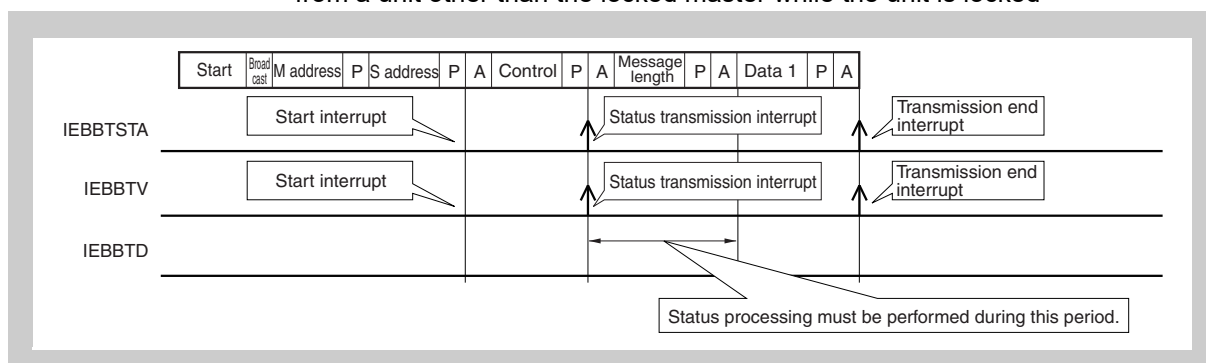 from a unit other than the locked master while the unit is locked
Start Broad cast M address P S address P A Control P A Message length P A Data 1 P A
IEBBTSTA
Start interrupt
Status transmission interrupt
Transmission end
interrupt
IEBBTV
Start interrupt
Status transmission interrupt
Transmission end
interrupt
IEBBTD
Status processing must be performed during this period.